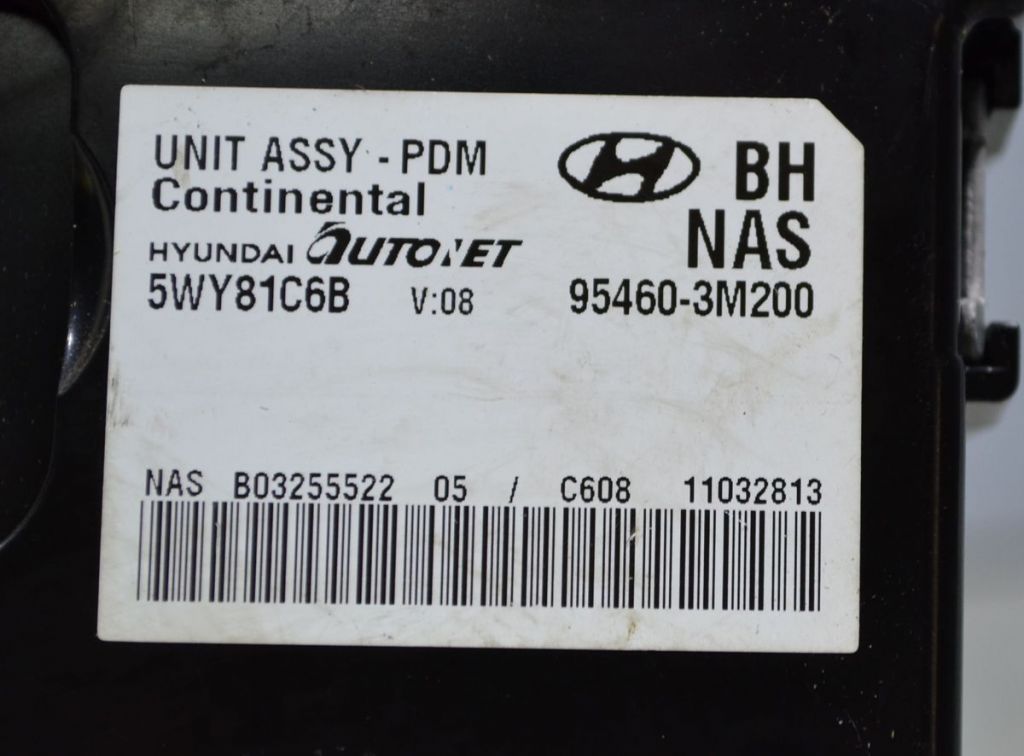 UNIT ASSY - PDM
Continental
HYUNDAI AUTONET
5WY81C6B V:08
BH
NAS
95460-3M200
NAS B03255522 05 / C608 11032813